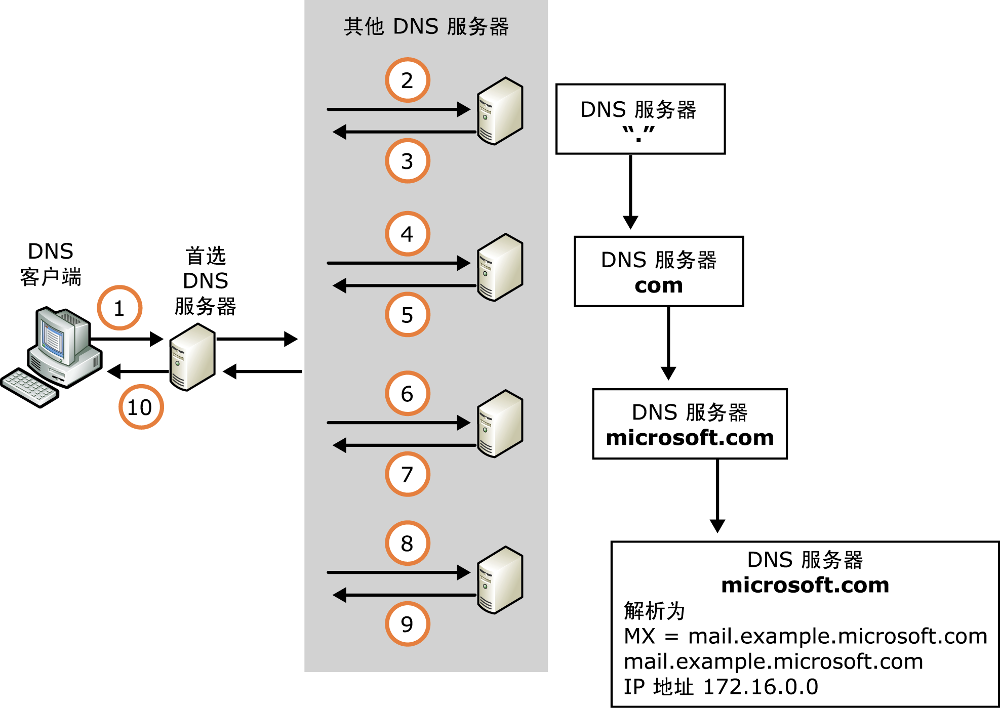 其他 DNS 服务器
2
DNS 服务器
“.”
3
4
DNS 服务器
com
5
DNS
客户端
首选
DNS
服务器
1
10
6
DNS 服务器
microsoft.com
7
8
DNS 服务器
microsoft.com
解析为
MX = mail.example.microsoft.com
mail.example.microsoft.com
IP 地址 172.16.0.0
9